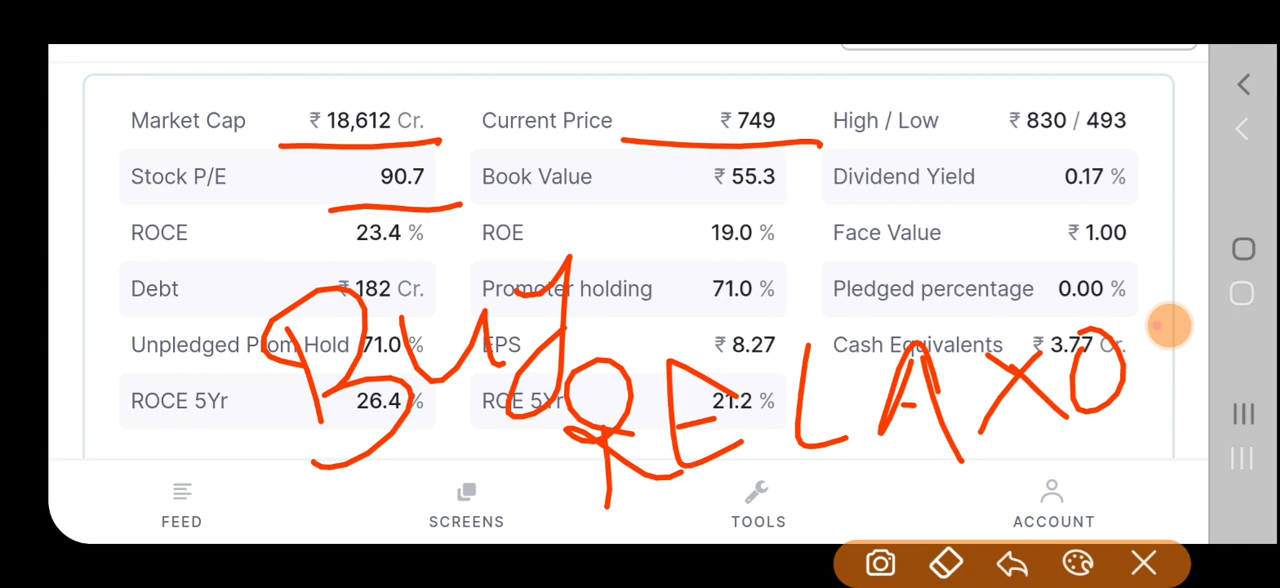 Market Cap ₹ 18,612 Cr. Current Price ₹ 749 High / Low ₹ 830 / 493
Stock P/E 90.7 Book Value ₹ 55.3 Dividend Yield 0.17 %
ROCE 23.4 % ROE 19.0 % Face Value ₹ 1.00
Debt ₹ 182 Cr. Promoter holding 71.0 % Pledged percentage 0.00 %
Unpledged Prom Hold 71.0 % EPS ₹ 8.27 Cash Equivalents ₹ 3.77 Cr.
ROCE 5Yr 26.4 % ROE 5Yr 21.2 %
RELAXO
FEED SCREENS TOOLS ACCOUNT